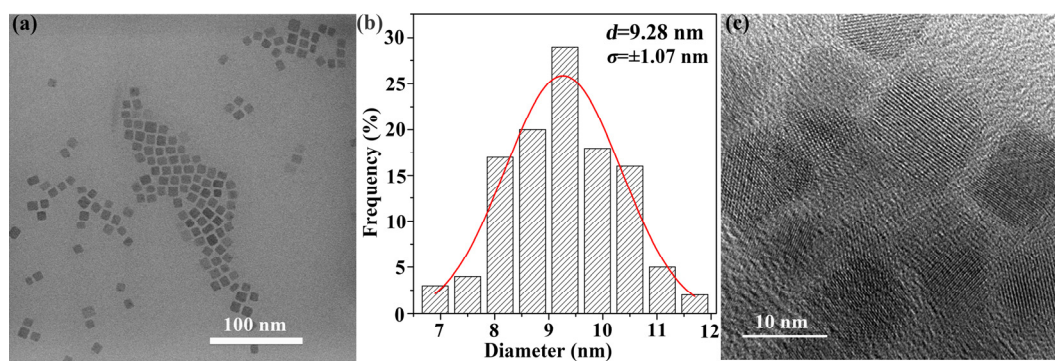 (a)
100 nm
(b)
d=9.28 nm
σ=±1.07 nm
Frequency (%)
30
25
20
15
10
5
0
7 8 9 10 11 12
Diameter (nm)
(c)
10 nm